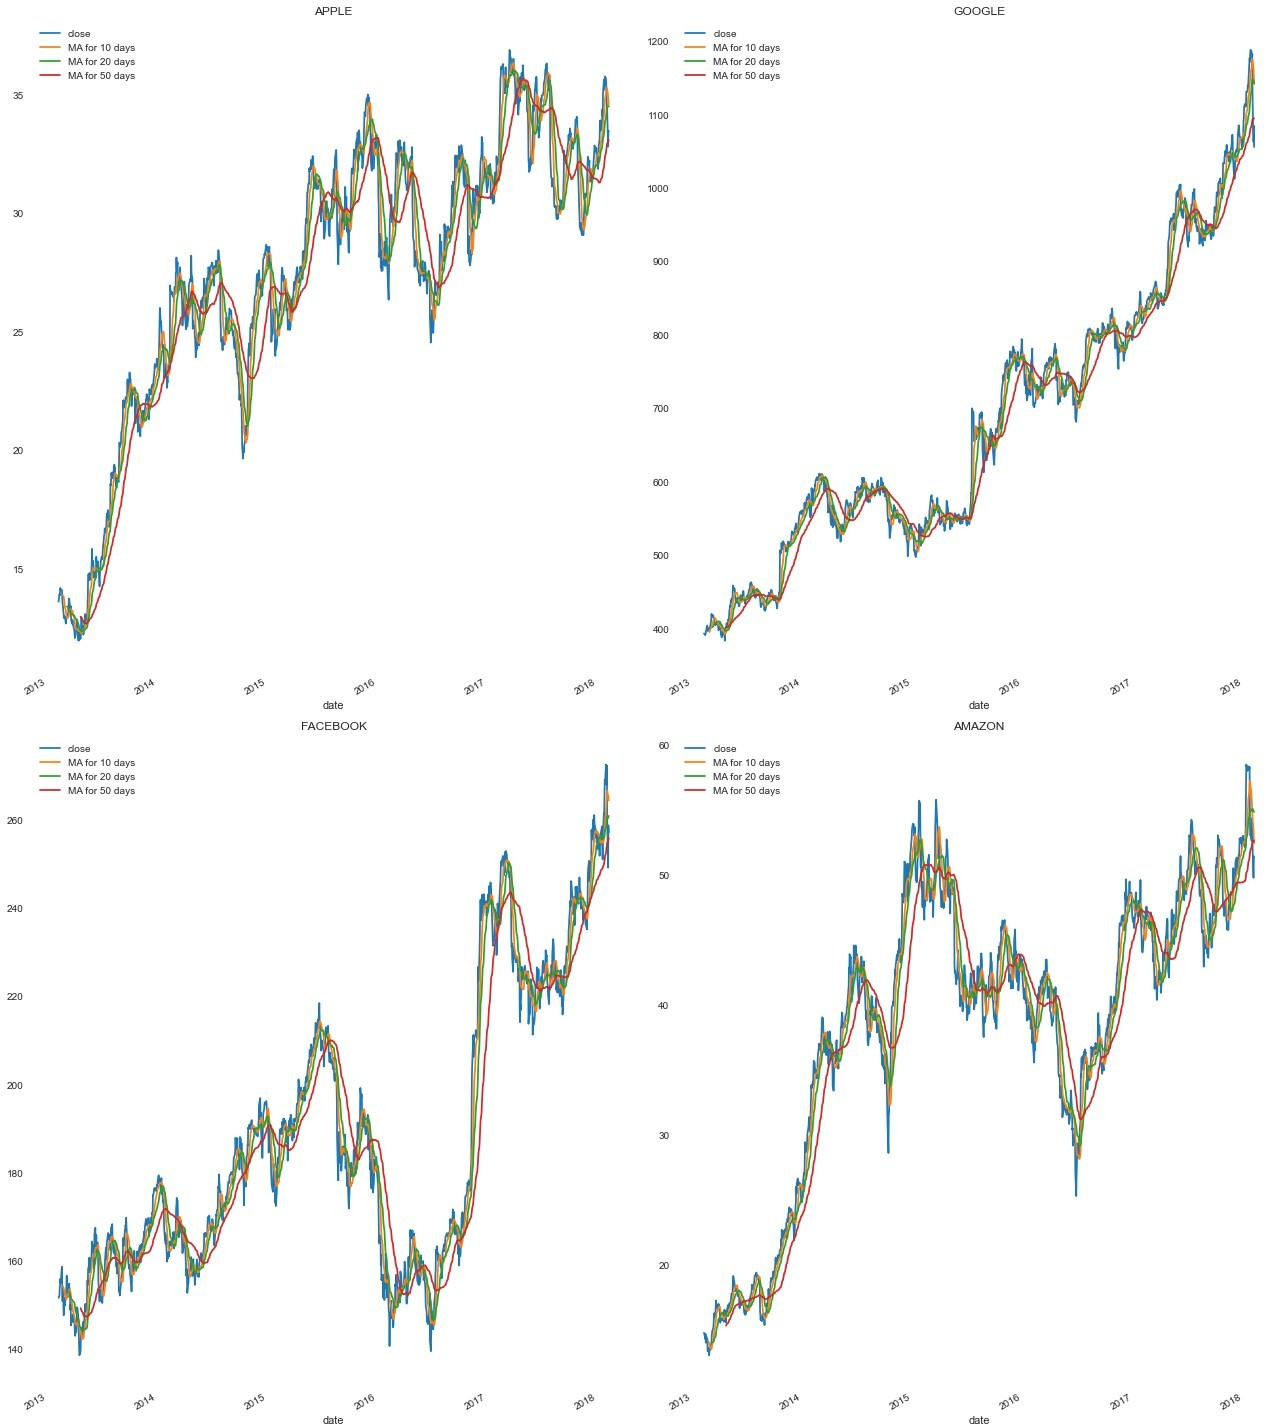 APPLE
close
MA for 10 days
MA for 20 days
MA for 50 days
35
30
25
20
15
2013 2014 2015 2016 2017 2018
date
GOOGLE
close
MA for 10 days
MA for 20 days
MA for 50 days
1200
1100
1000
900
800
700
600
500
400
2013 2014 2015 2016 2017 2018
date
FACEBOOK
close
MA for 10 days
MA for 20 days
MA for 50 days
260
240
220
200
180
160
140
2013 2014 2015 2016 2017 2018
date
AMAZON
close
MA for 10 days
MA for 20 days
MA for 50 days
60
50
40
30
20
2013 2014 2015 2016 2017 2018
date